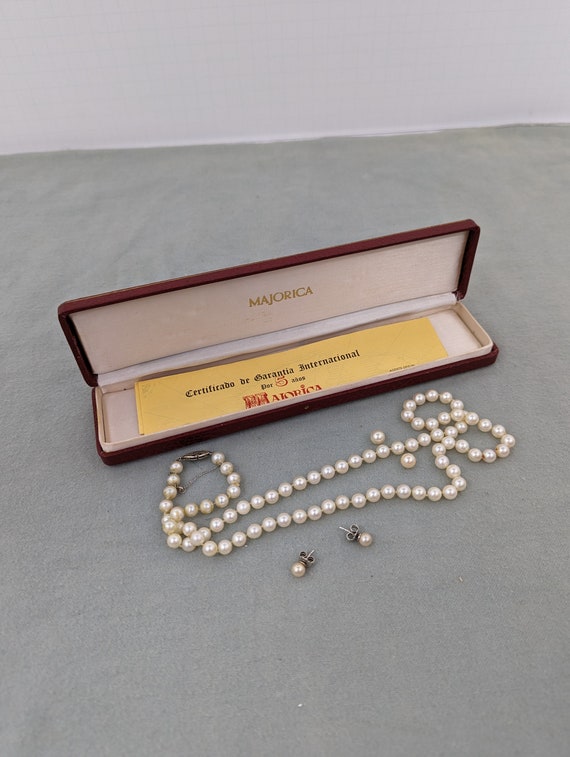 MAJORICA
Certificado de Garantia Internacional
Por 5 años
MAJORICA